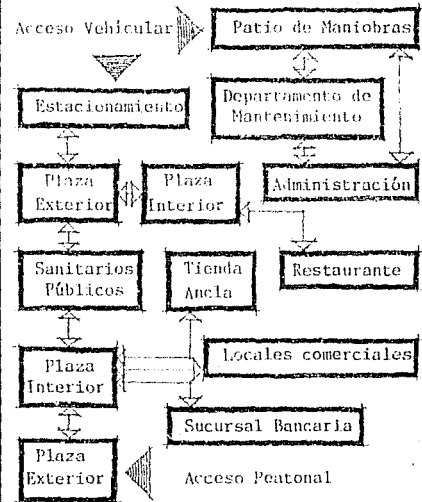 Acceso Vehicular
Patio de Maniobras
Estacionamiento
Departamento de
Mantenimiento
Plaza
Exterior
Plaza
Interior
Administración
Sanitarios
Públicos
Tienda
Ancla
Restaurante
Plaza
Interior
Locales comerciales
Sucursal Bancaria
Plaza
Exterior
Acceso Peatonal